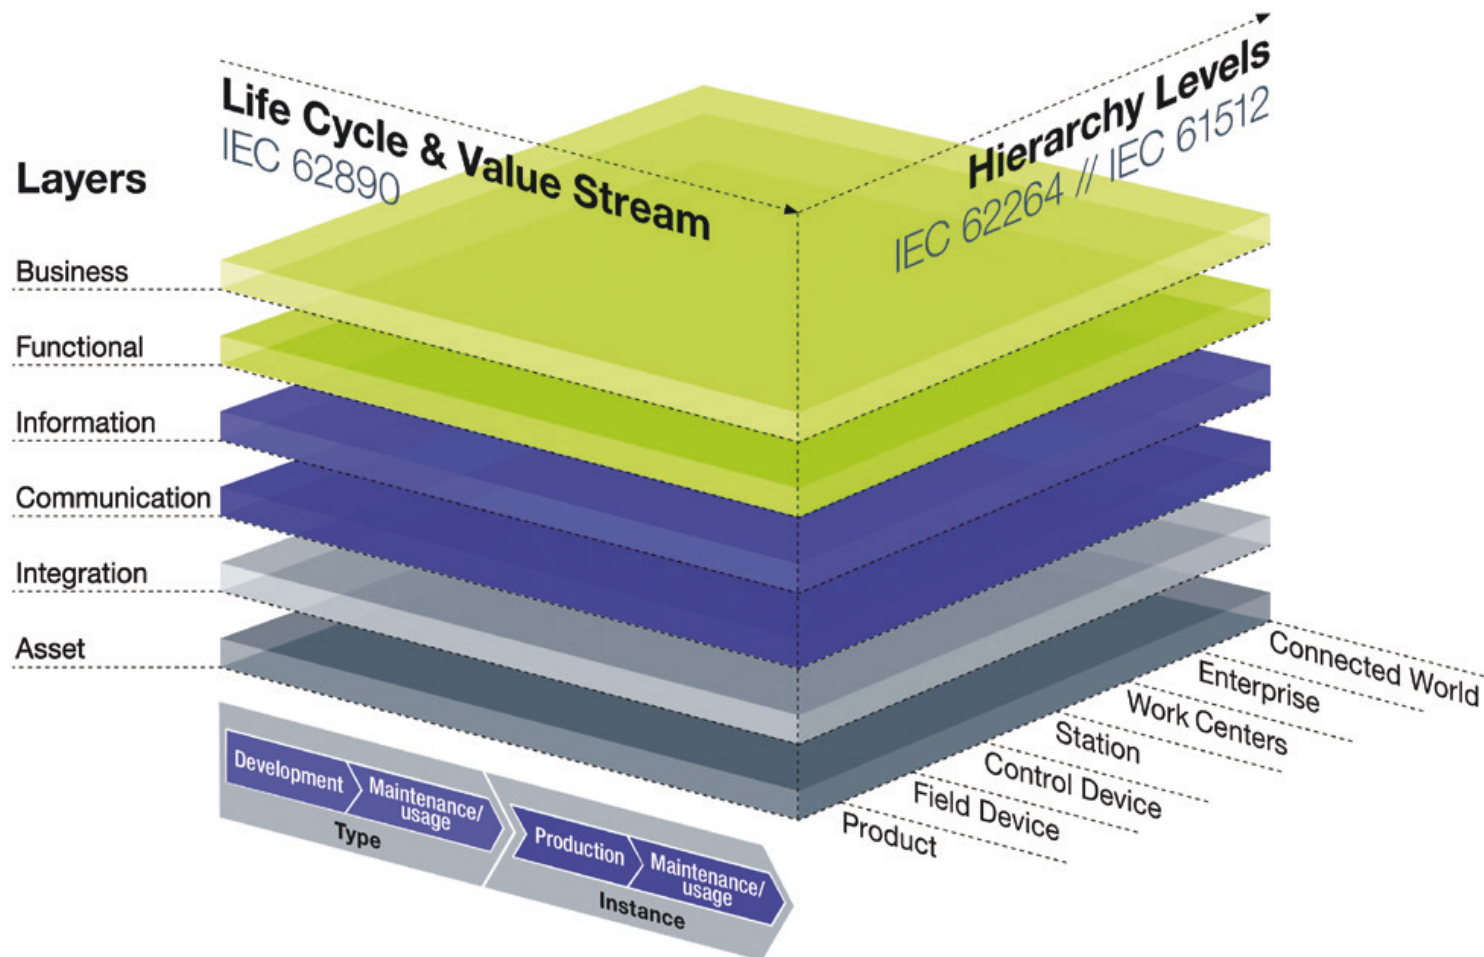 Life Cycle & Value Stream
IEC 62890
Hierarchy Levels
IEC 62264 // IEC 61512
Layers
Business
Functional
Information
Communication
Integration
Asset
Connected World
Enterprise
Work Centers
Station
Control Device
Field Device
Product
Development
Maintenance/
usage
Type
Production
Maintenance/
usage
Instance